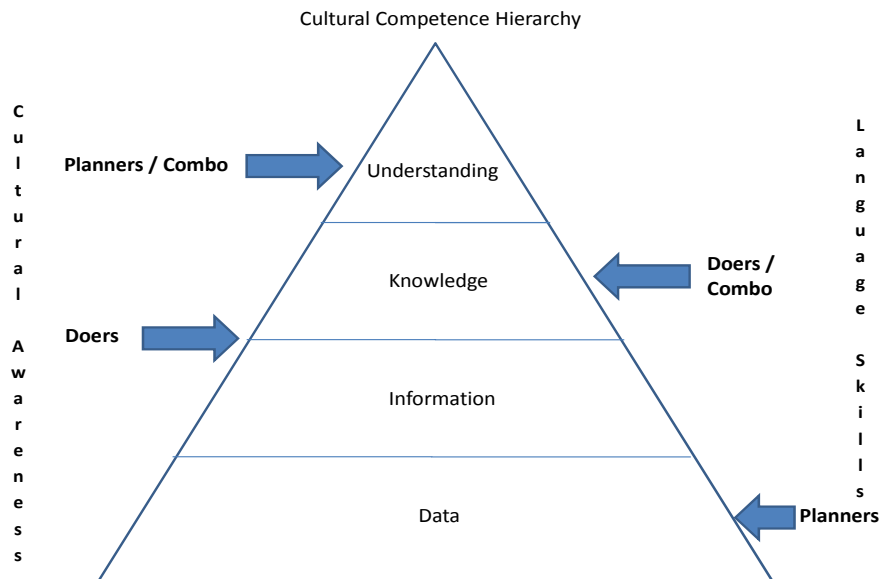 Cultural Competence Hierarchy
Cultural Awareness
Language Skills
Planners / Combo
Understanding
Knowledge
Doers /
Combo
Doers
Information
Data
Planners